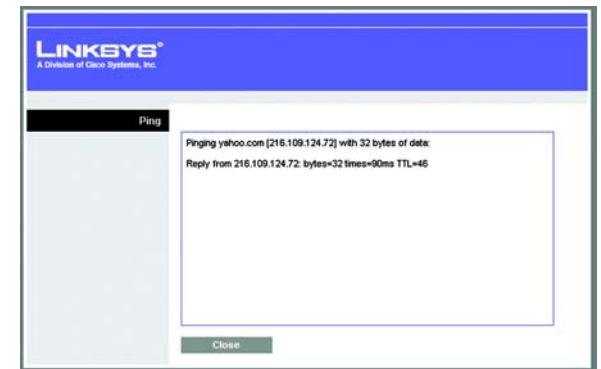 LINKSYS®
A Division of Cisco Systems, Inc.
Ping
Pinging yahoo.com [216.109.124.72] with 32 bytes of data:
Reply from 216.109.124.72: bytes=32 times=90ms TTL=46
Close